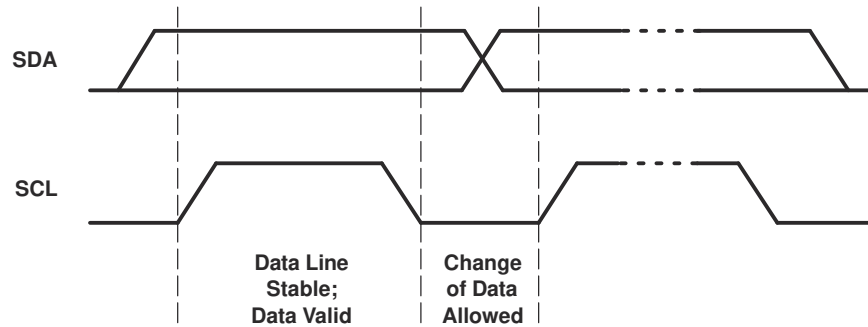 SDA
SCL
Data Line
Stable;
Data Valid
Change
of Data
Allowed